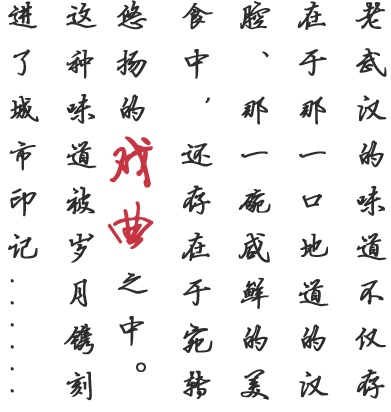 老武汉的味道不仅存
在于那一口地道的汉
腔、那一碗咸鲜的美
食中，还存在于宛转
悠扬的戏曲之中。
这种味道被岁月镌刻
进了城市印记……